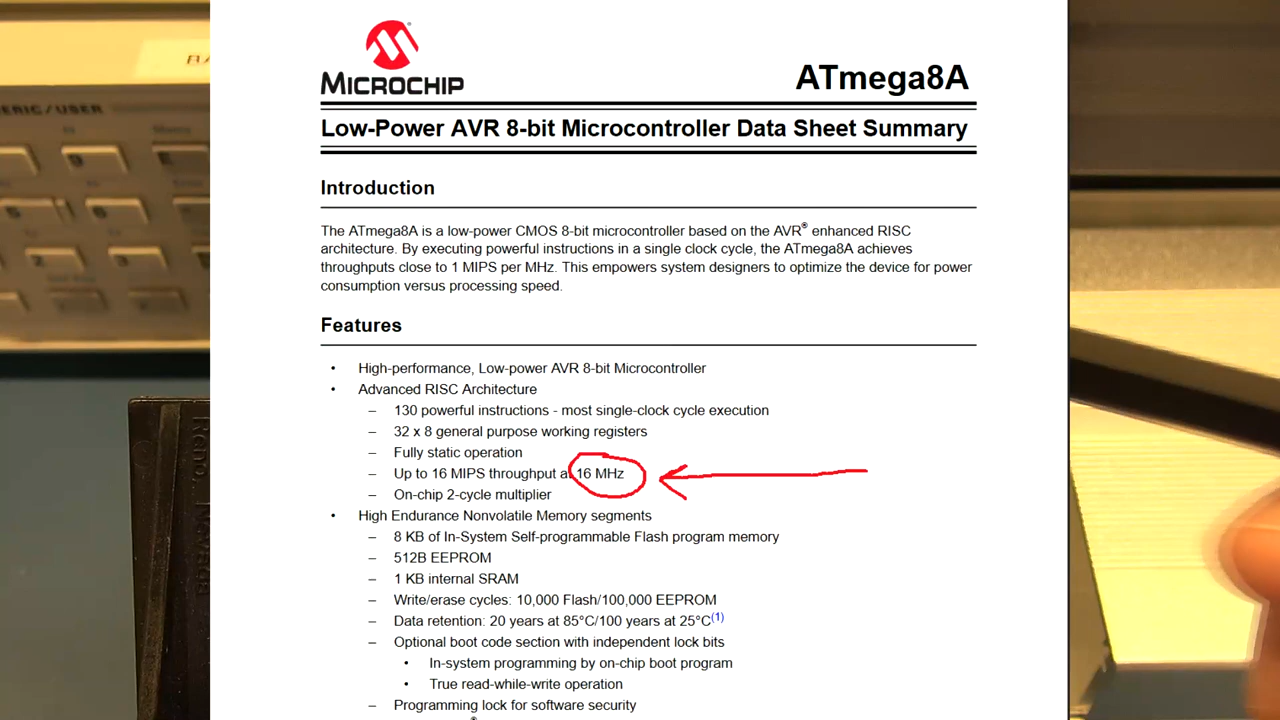 MICROCHIP
ATmega8A
Low-Power AVR 8-bit Microcontroller Data Sheet Summary
Introduction
The ATmega8A is a low-power CMOS 8-bit microcontroller based on the AVR® enhanced RISC
architecture. By executing powerful instructions in a single clock cycle, the ATmega8A achieves
throughputs close to 1 MIPS per MHz. This empowers system designers to optimize the device for power
consumption versus processing speed.
Features
• High-performance, Low-power AVR 8-bit Microcontroller
• Advanced RISC Architecture
– 130 powerful instructions - most single-clock cycle execution
– 32 x 8 general purpose working registers
– Fully static operation
– Up to 16 MIPS throughput at 16 MHz
– On-chip 2-cycle multiplier
• High Endurance Nonvolatile Memory segments
– 8 KB of In-System Self-programmable Flash program memory
– 512B EEPROM
– 1 KB internal SRAM
– Write/erase cycles: 10,000 Flash/100,000 EEPROM
– Data retention: 20 years at 85°C/100 years at 25°C(1)
– Optional boot code section with independent lock bits
• In-system programming by on-chip boot program
• True read-while-write operation
– Programming lock for software security
ERIC/USER
9
6
2
3